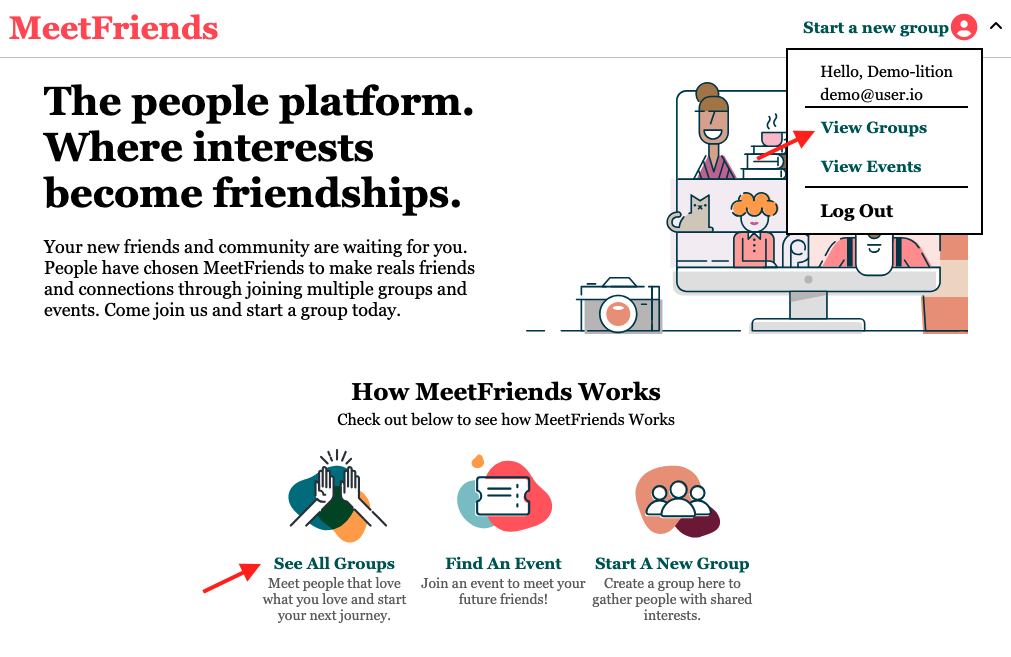 MeetFriends
Start a new group
Hello, Demo-lition
demo@user.io
View Groups
View Events
Log Out
The people platform.
Where interests
become friendships.
Your new friends and community are waiting for you.
People have chosen MeetFriends to make reals friends
and connections through joining multiple groups and
events. Come join us and start a group today.
How MeetFriends Works
Check out below to see how MeetFriends Works
See All Groups
Meet people that love
what you love and start
your next journey.
Find An Event
Join an event to meet your
future friends!
Start A New Group
Create a group here to
gather people with shared
interests.